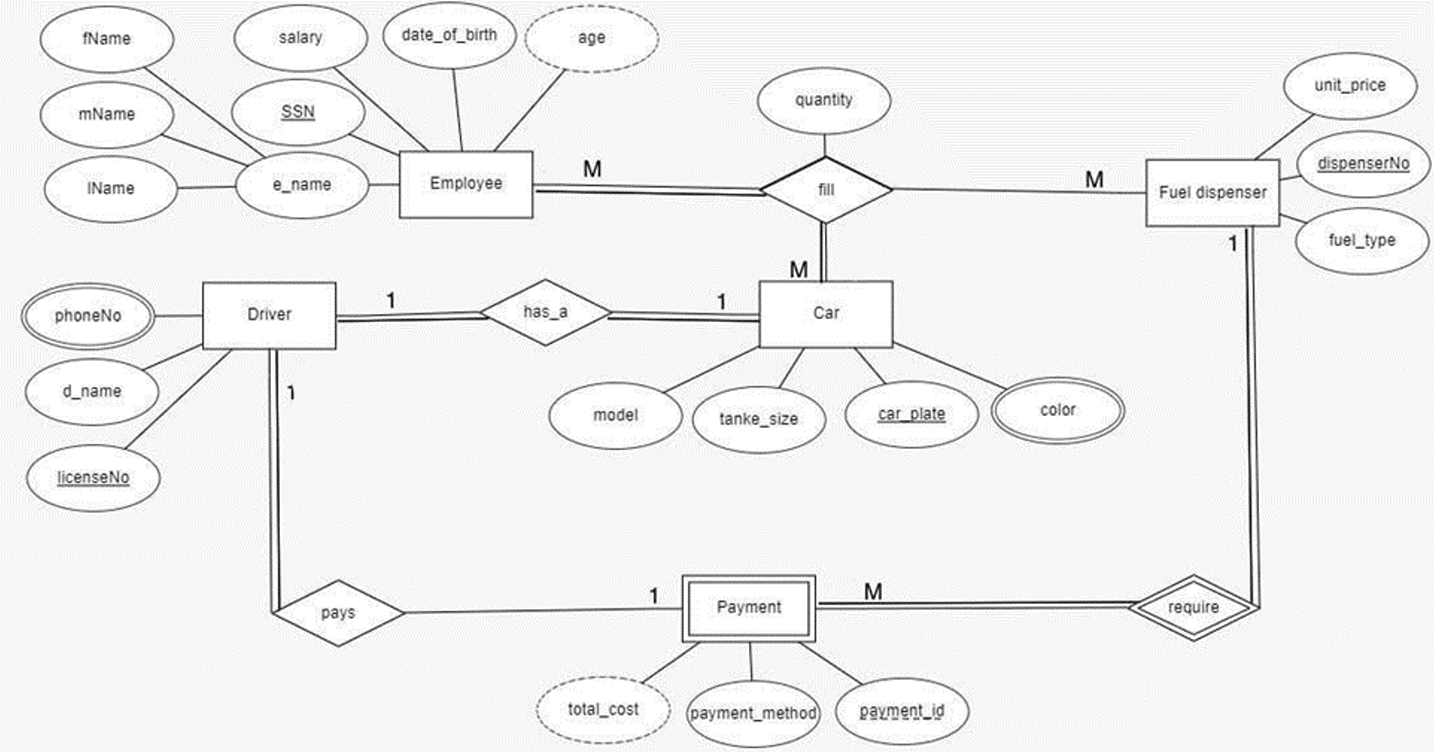 fName
salary
date_of_birth
age
mName
SSN
lName
e_name
Employee
M
quantity
fill
M
Fuel dispenser
unit_price
dispenserNo
fuel_type
1
M
phoneNo
Driver
1
has_a
1
Car
d_name
licenseNo
1
model
tanke_size
car_plate
color
pays
1
Payment
M
require
total_cost
payment_method
payment_id